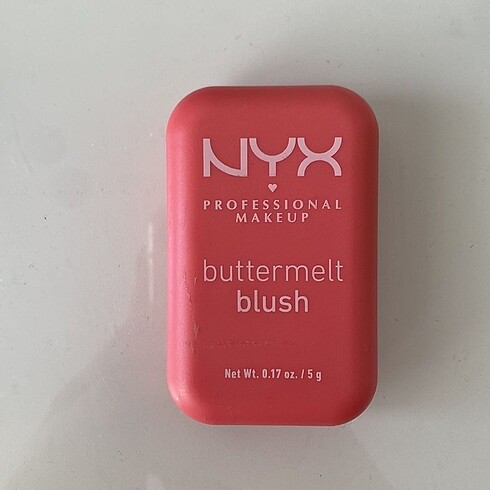 NYX
PROFESSIONAL
MAKEUP
buttermelt
blush
Net Wt. 0.17 oz. / 5 g